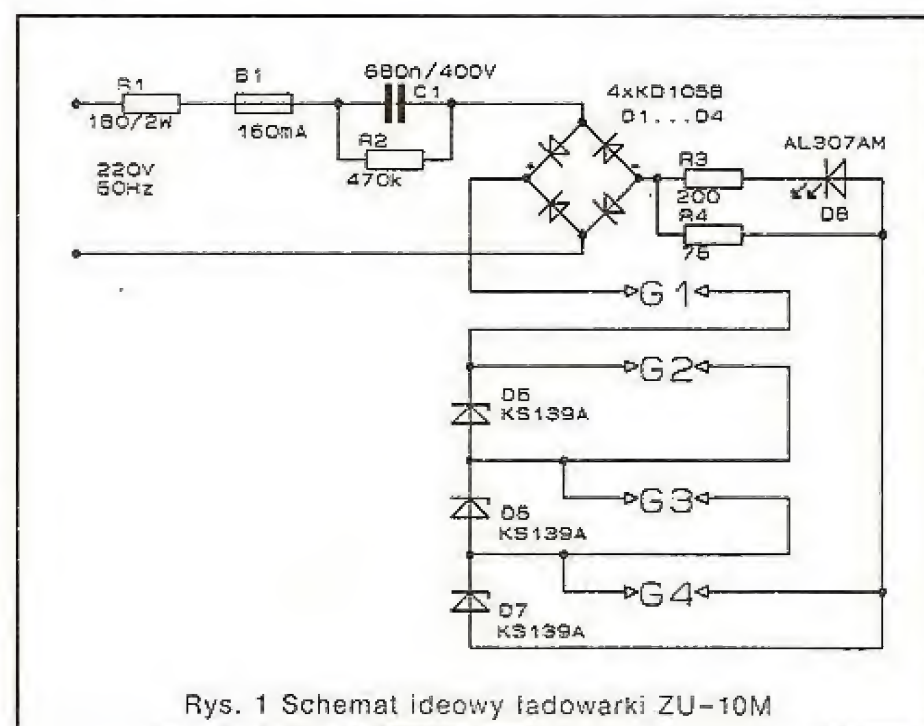 680n/400V
R1
B1
C1
4xKD105B
D1...D4
180/2W
160mA
R2
470k
AL307AM
220V
50Hz
+
-
R3
200
D8
R4
75
G1
G2
D5
KS139A
G3
D6
KS139A
G4
D7
KS139A
Rys. 1 Schemat ideowy ładowarki ZU-10M